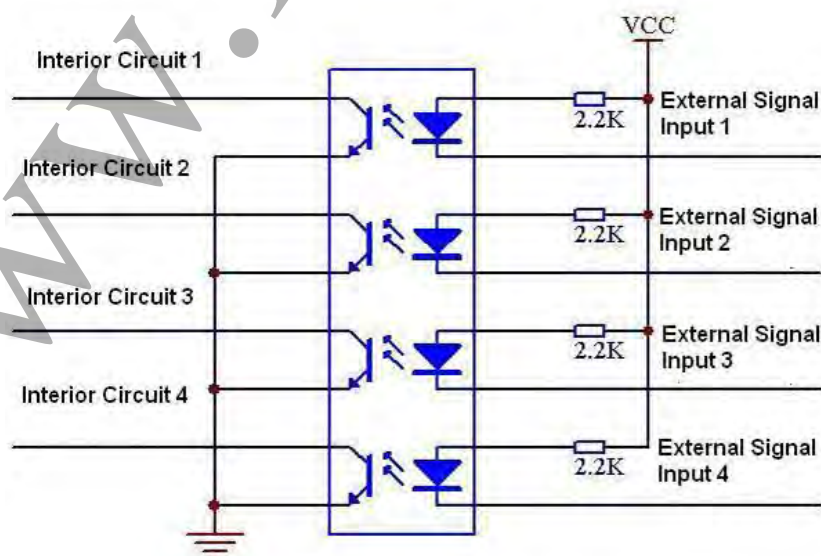 VCC
Interior Circuit 1
2.2K
External Signal
Input 1
Interior Circuit 2
2.2K
External Signal
Input 2
Interior Circuit 3
2.2K
External Signal
Input 3
Interior Circuit 4
2.2K
External Signal
Input 4